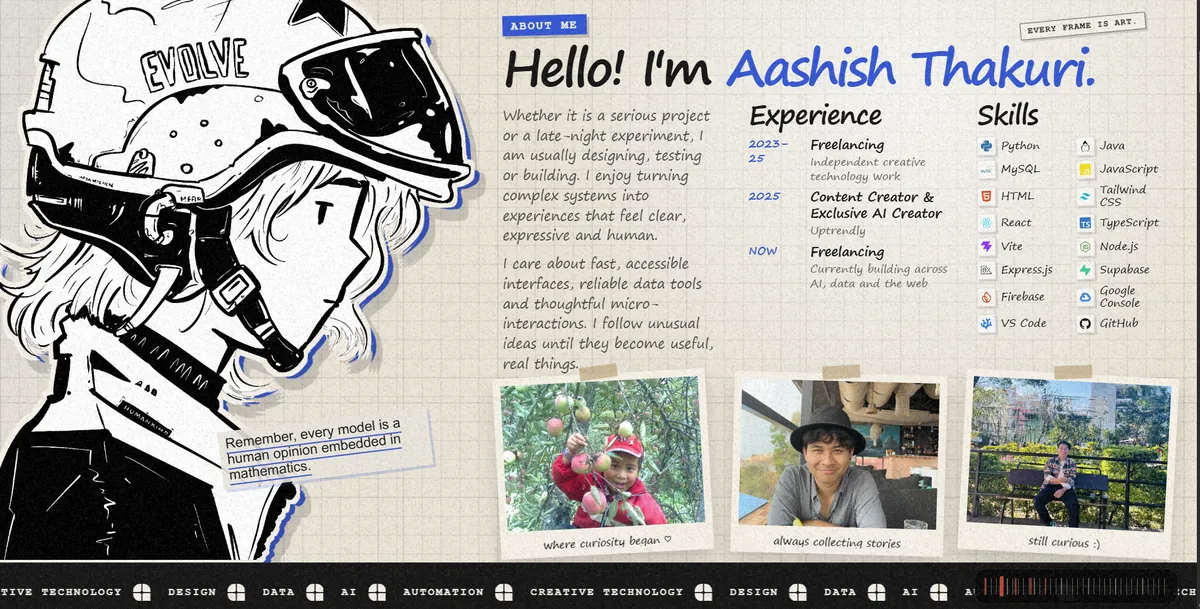 EVOLVE
MFAR
HUMANKIND
Remember, every model is a
human opinion embedded in
mathematics.
ABOUT ME
EVERY FRAME IS ART.
Hello! I'm Aashish Thakuri.
Whether it is a serious project
or a late-night experiment, I
am usually designing, testing
or building. I enjoy turning
complex systems into
experiences that feel clear,
expressive and human.
I care about fast, accessible
interfaces, reliable data tools
and thoughtful micro-
interactions. I follow unusual
ideas until they become useful,
real things.
Experience
2023-
25
Freelancing
Independent creative
technology work
2025
Content Creator &
Exclusive AI Creator
Uptrendly
NOW
Freelancing
Currently building across
AI, data and the web
Skills
Python
Java
MySQL
JavaScript
HTML
Tailwind
CSS
React
TS
TypeScript
Vite
Node.js
Express.js
Supabase
Firebase
Google
Console
VS Code
GitHub
where curiosity began ♡
always collecting stories
still curious :)
TIVE TECHNOLOGY DESIGN DATA AI AUTOMATION CREATIVE TECHNOLOGY DESIGN DATA AI